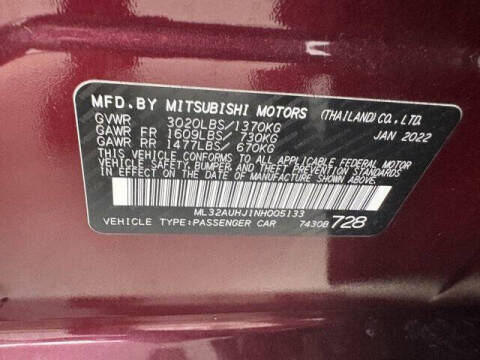 MFD. BY MITSUBISHI MOTORS (THAILAND) CO., LTD.
GVWR 3020LBS/1370KG JAN 2022
GAWR FR 1609LBS/ 730KG
GAWR RR 1477LBS/ 670KG
THIS VEHICLE CONFORMS TO ALL APPLICABLE FEDERAL MOTOR
VEHICLE SAFETY, BUMPER AND THEFT PREVENTION STANDARDS
IN EFFECT ON THE DATE OF MANUFACTURE SHOWN ABOVE.
ML32AUHJ1NH005133
VEHICLE TYPE:PASSENGER CAR 7430B 728